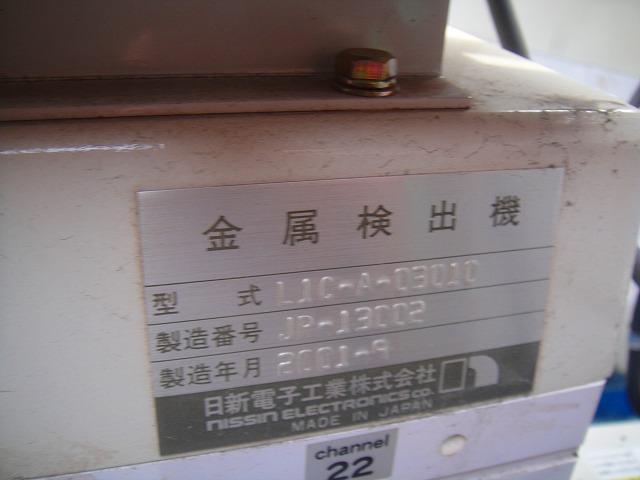 金属検出機
型式 L1C-A-03010
製造番号 JP-13002
製造年月 2001-9
日新電子工業株式会社
NISSIN ELECTRONICS CO.
MADE IN JAPAN
channel
22